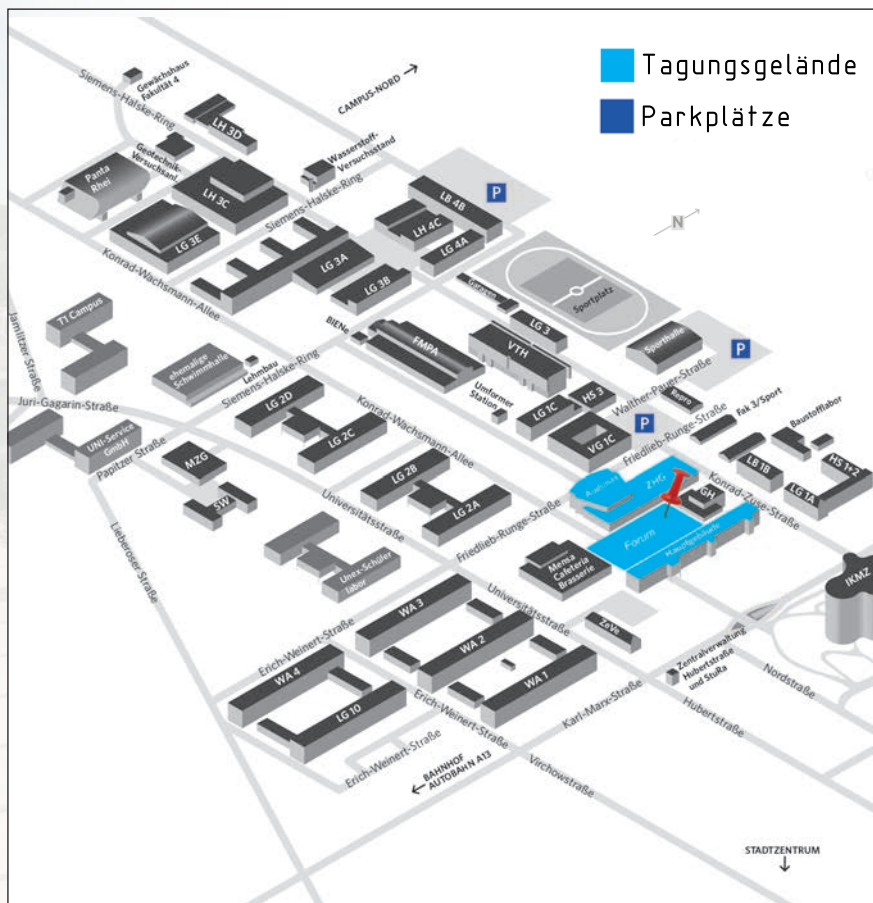 Tagungsgelände
Parkplätze
Gewächshaus
Fakultät 4
Siemens-Halske-Ring
CAMPUS-NORD
LH 3D
Geotechnik-
Versuchsanl.
Wasserstoff-
Versuchsstand
Panta
Rhei
LH 3C
Siemens-Halske-Ring
LB 4B
P
N
LG 3E
LH 4C
LG 4A
LG 3A
LG 3B
Konrad-Wachsmann-Allee
Garagen
Sportplatz
LG 3
Sporthalle
P
T1 Campus
Jamlitzer Straße
BIENe
FMPA
VTH
ehemalige
Schwimmhalle
Lehmbau
Siemens-Halske-Ring
Walther-Pauer-Straße
Juri-Gagarin-Straße
LG 2D
Umformer
Station
LG 1C
HS 3
Repro
P
Fak 3/Sport
Baustofflabor
UNI-Service
GmbH
Papitzer Straße
LG 2C
Konrad-Wachsmann-Allee
VG 1C
Friedlieb-Runge-Straße
LB 1B
HS 1+2
MZG
LG 2B
ZHG
GH
LG 1A
Konrad-Zuse-Straße
SW
Universitätsstraße
LG 2A
Friedlieb-Runge-Straße
Forum
Hauptgebäude
Lieberoser Straße
Unex-Schüler
labor
Mensa
Cafeteria
Brasserie
IKMZ
WA 3
Universitätsstraße
ZeVe
Erich-Weinert-Straße
WA 2
Zentralverwaltung
Hubertstraße
und StuRa
Nordstraße
WA 4
WA 1
Karl-Marx-Straße
Hubertstraße
LG 10
Erich-Weinert-Straße
Erich-Weinert-Straße
BAHNHOF
AUTOBAHN A13
Virchowstraße
STADTZENTRUM